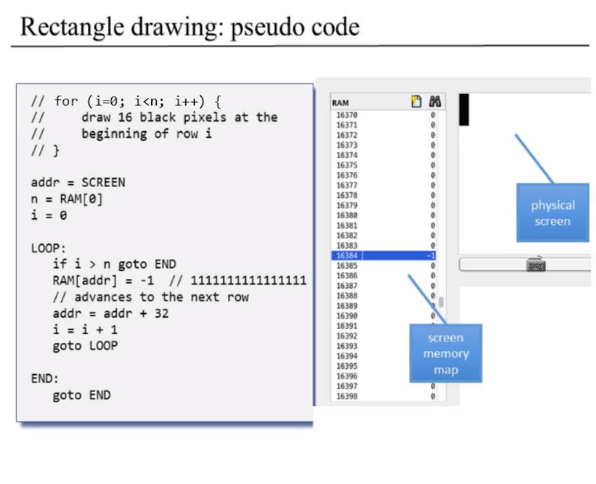 Rectangle drawing: pseudo code
// for (i=0; i<n; i++) {
//     draw 16 black pixels at the
//     beginning of row i
// }
addr = SCREEN
n = RAM[0]
i = 0
LOOP:
if i > n goto END
RAM[addr] = -1  // 1111111111111111
// advances to the next row
addr = addr + 32
i = i + 1
goto LOOP
END:
goto END
RAM
16370 0
16371 0
16372 0
16373 0
16374 0
16375 0
16376 0
16377 0
16378 0
16379 0
16380 0
16381 0
16382 0
16383 0
16384 -1
16385 0
16386 0
16387 0
16388 0
16389 0
16390 0
16391 0
16392 0
16393 0
16394 0
16395 0
16396 0
16397 0
16398 0
physical
screen
screen
memory
map